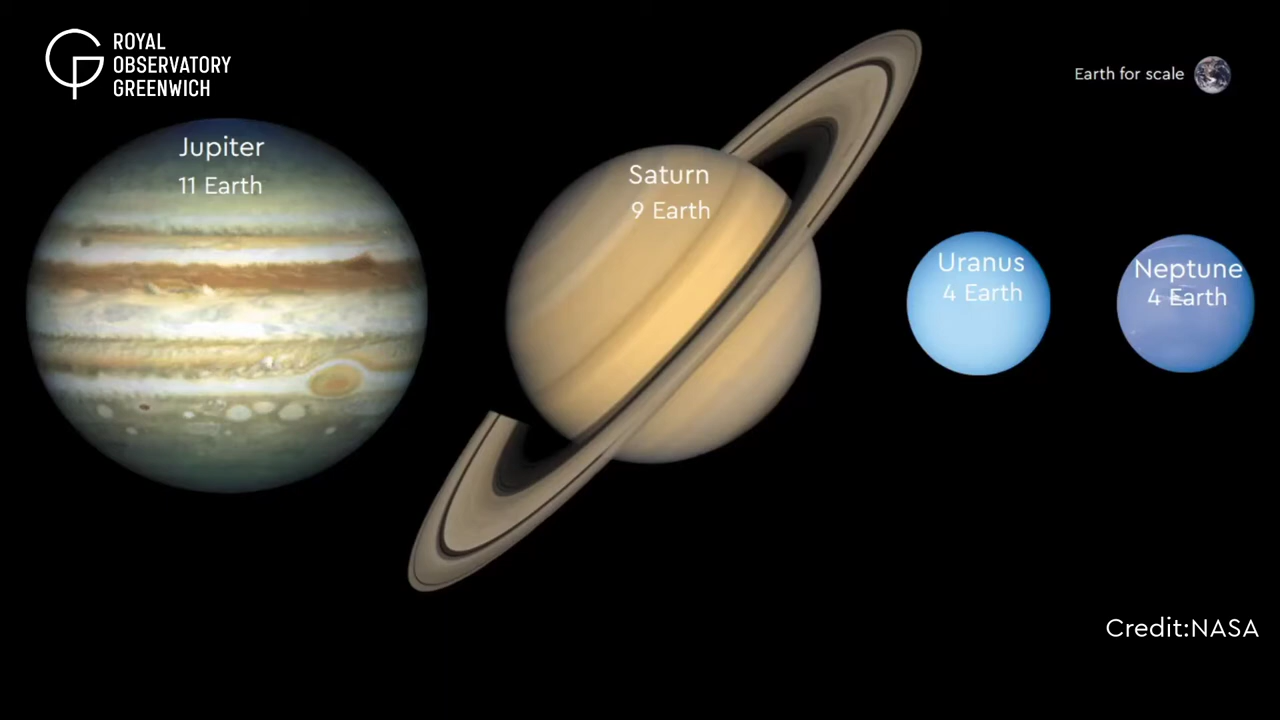 ROYAL
OBSERVATORY
GREENWICH
Earth for scale
Jupiter
11 Earth
Saturn
9 Earth
Uranus
4 Earth
Neptune
4 Earth
Credit:NASA